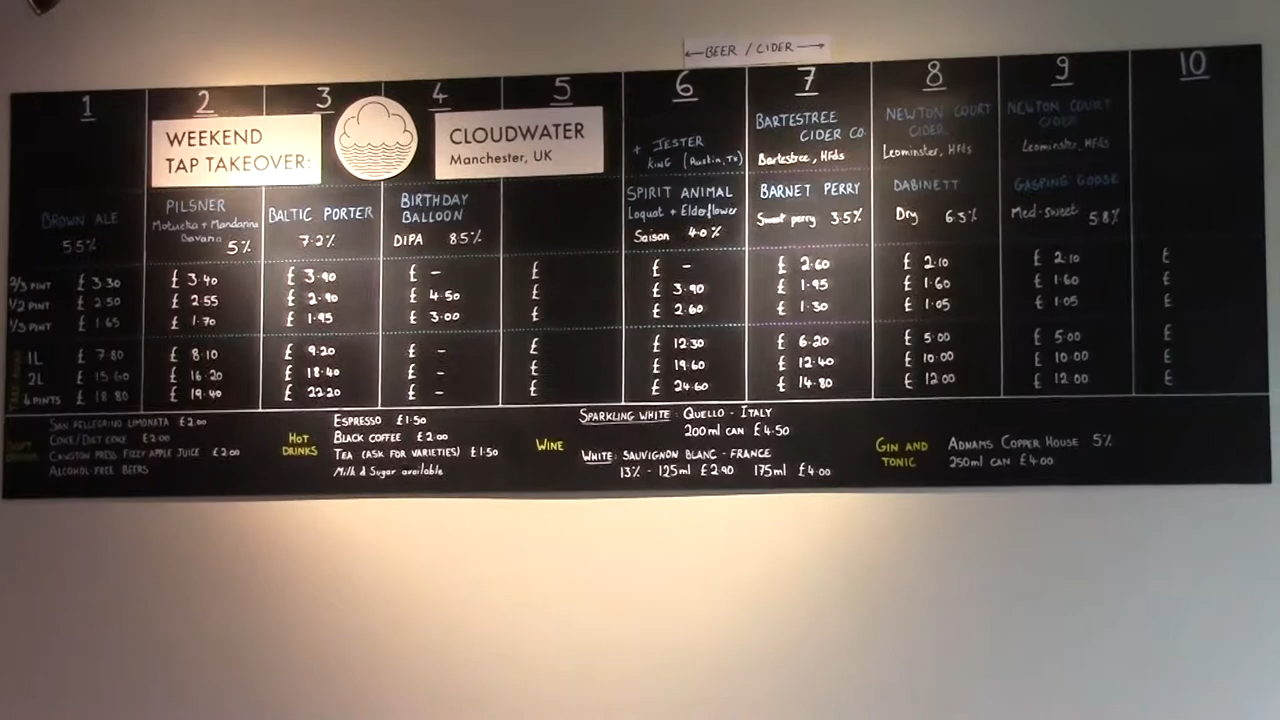 ← BEER / CIDER →
1 2 3 4 5 6 7 8 9 10
WEEKEND
TAP TAKEOVER:
CLOUDWATER
Manchester, UK
BROWN ALE
5.5%
PILSNER
Motueka + Mandarina
Bavaria 5%
BALTIC PORTER
7.2%
BIRTHDAY
BALLOON
DIPA 8.5%
+ JESTER
KING (Austin, TX)
SPIRIT ANIMAL
Loquat + Elderflower
Saison 4.0%
BARTESTREE
CIDER CO.
Bartestree, Hfds
BARNET PERRY
Sweet perry 3.5%
NEWTON COURT
CIDER
Leominster, Hfds
DABINETT
Dry 6.3%
NEWTON COURT
CIDER
Leominster, Hfds
GASPING GOOSE
Med-sweet 5.8%
2/3 PINT £ 3.30 £ 3.40 £ 3.90 £ - £ £ - £ 2.60 £ 2.10 £ 2.10 £
1/2 PINT £ 2.50 £ 2.55 £ 2.90 £ 4.50 £ £ 3.90 £ 1.95 £ 1.60 £ 1.60 £
1/3 PINT £ 1.65 £ 1.70 £ 1.95 £ 3.00 £ £ 2.60 £ 1.30 £ 1.05 £ 1.05 £
1L £ 7.80 £ 8.10 £ 9.20 £ - £ £ 12.30 £ 6.20 £ 5.00 £ 5.00 £
2L £ 15.60 £ 16.20 £ 18.40 £ - £ £ 19.60 £ 12.40 £ 10.00 £ 10.00 £
4 PINTS £ 18.80 £ 19.40 £ 22.20 £ - £ £ 24.60 £ 14.80 £ 12.00 £ 12.00 £
SOFT
DRINKS
SAN PELLEGRINO LIMONATA £2.00
COKE / DIET COKE £2.00
CAWSTON PRESS FIZZY APPLE JUICE £2.00
ALCOHOL-FREE BEERS
HOT
DRINKS
ESPRESSO £1.50
BLACK COFFEE £2.00
TEA (ASK FOR VARIETIES) £1.50
Milk & Sugar available
WINE
SPARKLING WHITE: QUELLO - ITALY
200ml CAN £4.50
WHITE: SAUVIGNON BLANC - FRANCE
13% - 125ml £2.90 175ml £4.00
GIN AND
TONIC
ADNAMS COPPER HOUSE 5%
250ml CAN £4.00